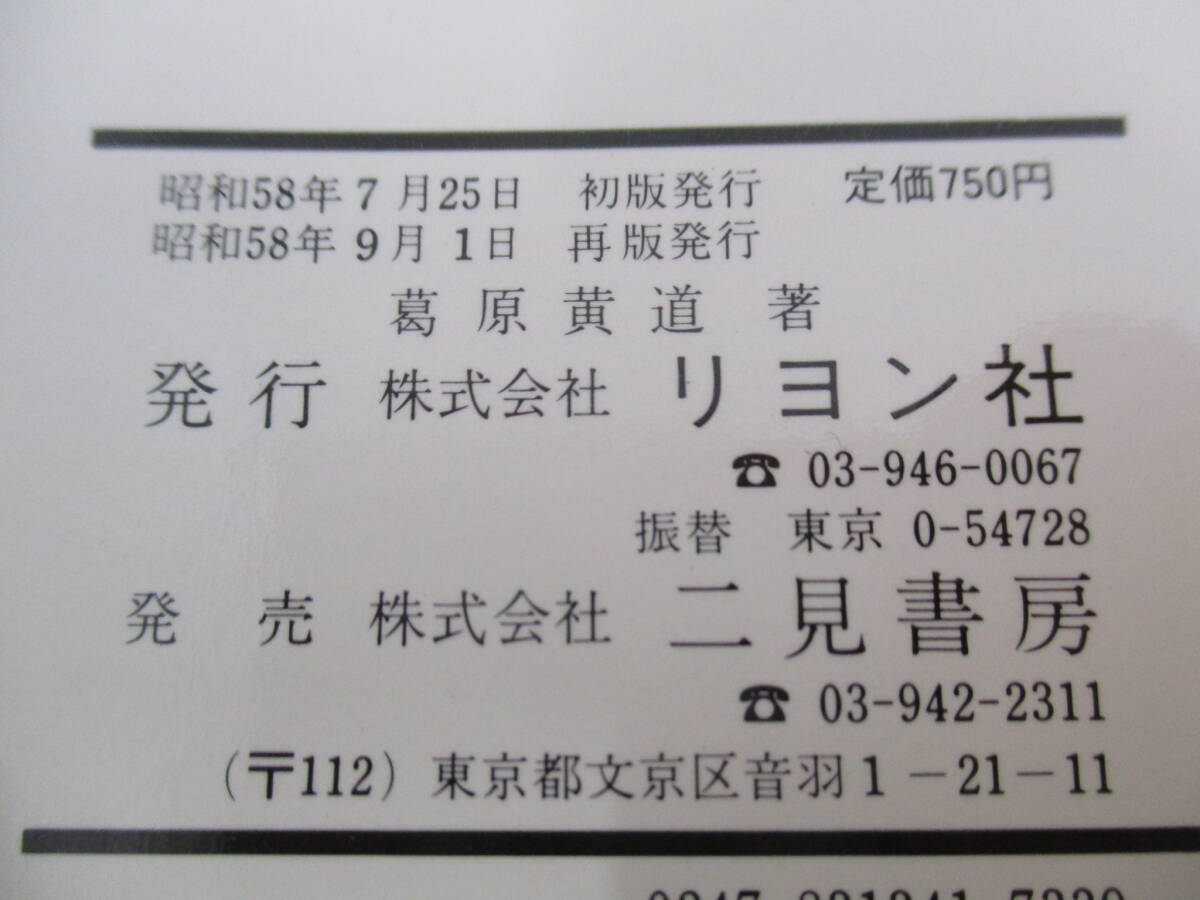 昭和58年7月25日 初版発行 定価750円
昭和58年9月1日 再版発行
葛原黄道 著
発行 株式会社 リヨン社
☎ 03-946-0067
振替 東京 0-54728
発売 株式会社 二見書房
☎ 03-942-2311
(〒112) 東京都文京区音羽1-21-11